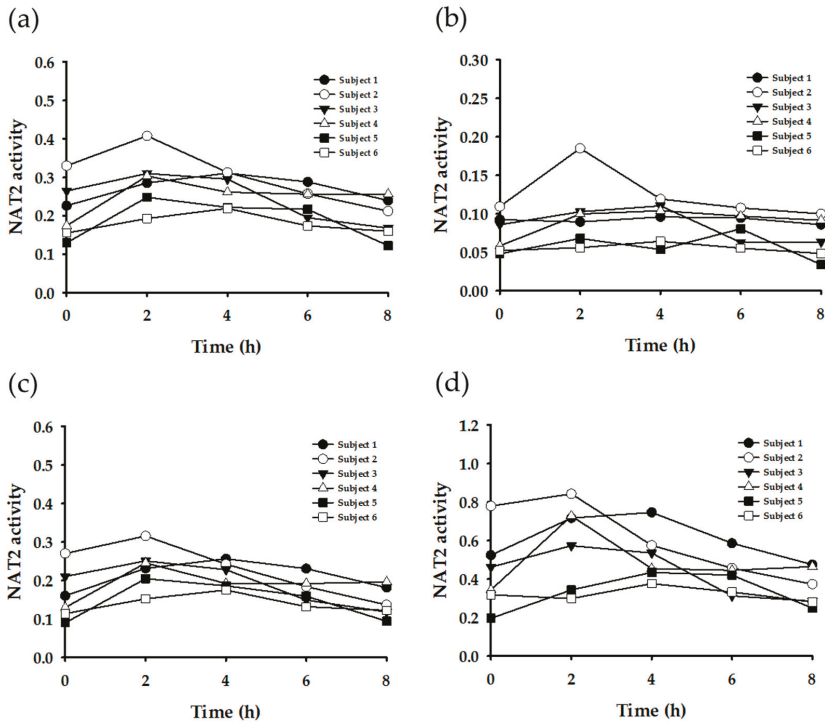 (a)
0.6
0.5
0.4
0.3
0.2
0.1
0.0
NAT2 activity
Subject 1
Subject 2
Subject 3
Subject 4
Subject 5
Subject 6
0 2 4 6 8
Time (h)
(b)
0.30
0.25
0.20
0.15
0.10
0.05
0.00
NAT2 activity
Subject 1
Subject 2
Subject 3
Subject 4
Subject 5
Subject 6
0 2 4 6 8
Time (h)
(c)
0.6
0.5
0.4
0.3
0.2
0.1
0.0
NAT2 activity
Subject 1
Subject 2
Subject 3
Subject 4
Subject 5
Subject 6
0 2 4 6 8
Time (h)
(d)
1.2
1.0
0.8
0.6
0.4
0.2
0.0
NAT2 activity
Subject 1
Subject 2
Subject 3
Subject 4
Subject 5
Subject 6
0 2 4 6 8
Time (h)